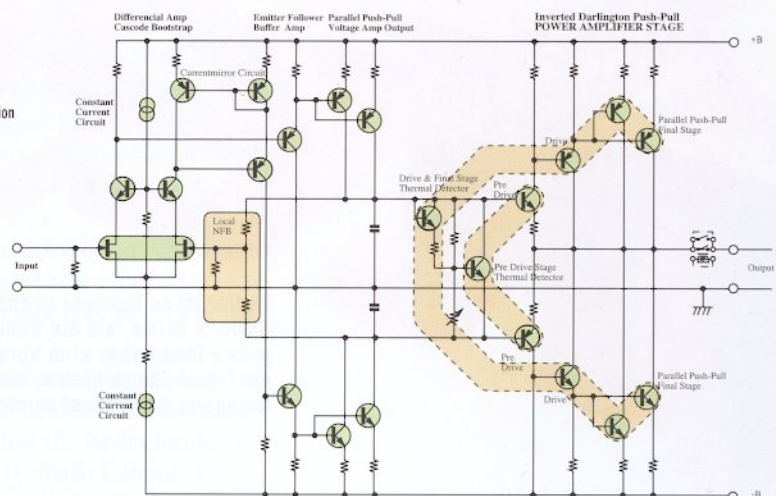 Differencial Amp
Cascode Bootstrap
Emitter Follower
Buffer Amp
Parallel Push-Pull
Voltage Amp Output
Inverted Darlington Push-Pull
POWER AMPLIFIER STAGE
+B
Currentmirror Circuit
Constant
Current
Circuit
Parallel Push-Pull
Final Stage
Drive
Drive & Final Stage
Thermal Detector
Pre
Drive
Local
NFB
Input
Output
Pre Drive Stage
Thermal Detector
Pre
Drive
Parallel Push-Pull
Final Stage
Drive
Constant
Current
Circuit
-B